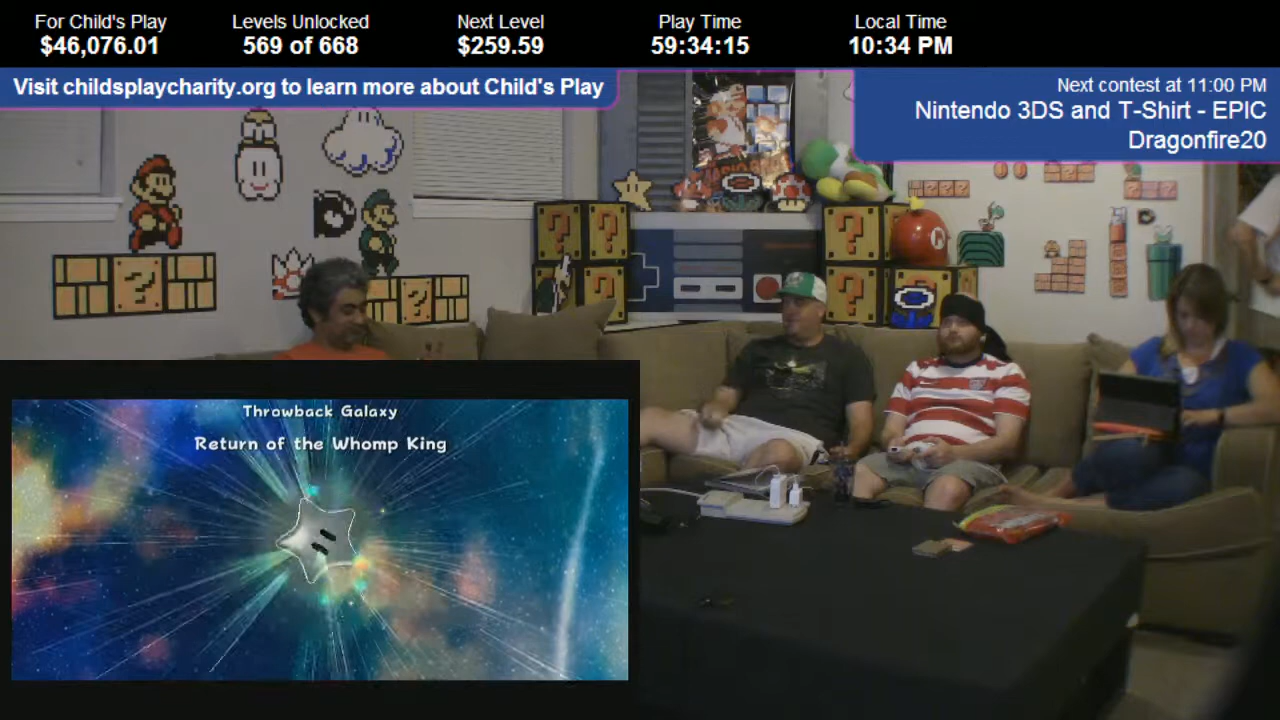 For Child's Play
$46,076.01
Levels Unlocked
569 of 668
Next Level
$259.59
Play Time
59:34:15
Local Time
10:34 PM
Visit childsplaycharity.org to learn more about Child's Play
Next contest at 11:00 PM
Nintendo 3DS and T-Shirt - EPIC
Dragonfire20
Throwback Galaxy
Return of the Whomp King